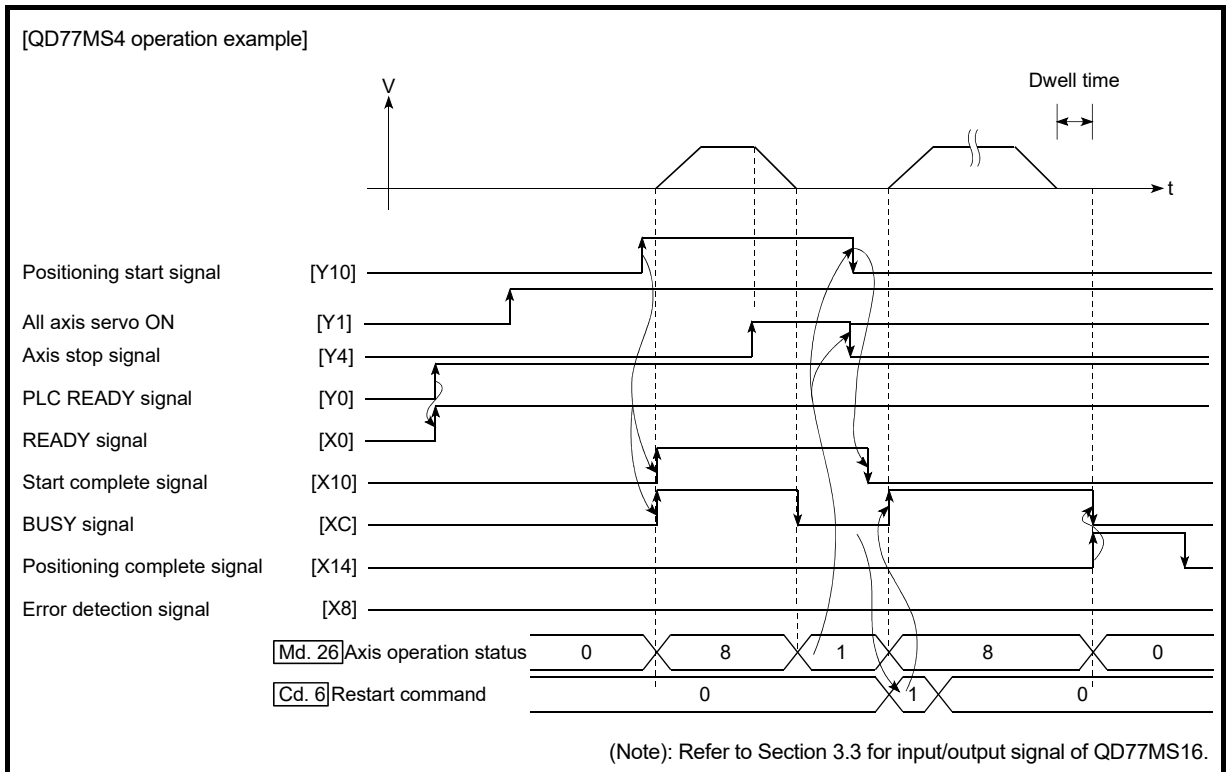 [QD77MS4 operation example]
V
Dwell time
t
Positioning start signal [Y10]
All axis servo ON [Y1]
Axis stop signal [Y4]
PLC READY signal [Y0]
READY signal [X0]
Start complete signal [X10]
BUSY signal [XC]
Positioning complete signal [X14]
Error detection signal [X8]
Md. 26 Axis operation status 0 8 1 8 0
Cd. 6 Restart command 0 1 0
(Note): Refer to Section 3.3 for input/output signal of QD77MS16.